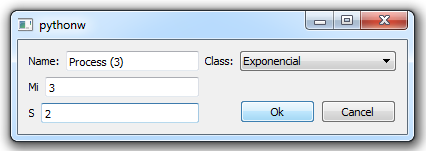 pythonw
Name: Process (3) Class: Exponencial
Mi 3
S 2
Ok Cancel